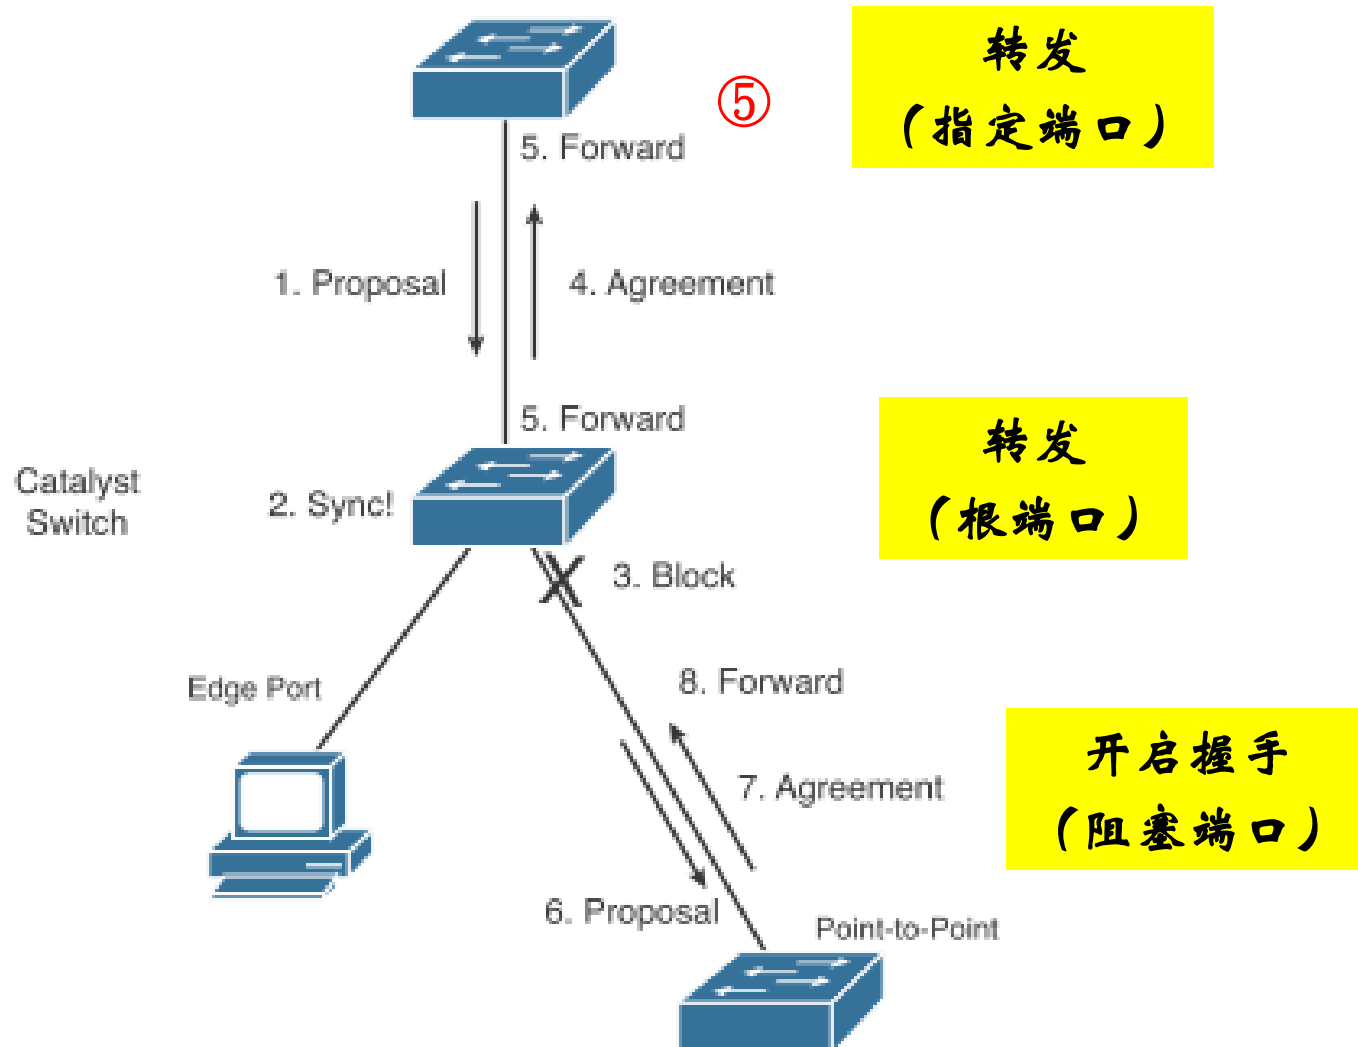 ⑤
转发
(指定端口)
5. Forward
1. Proposal
4. Agreement
5. Forward
转发
(根端口)
Catalyst
Switch
2. Sync!
3. Block
Edge Port
8. Forward
开启握手
(阻塞端口)
7. Agreement
6. Proposal
Point-to-Point